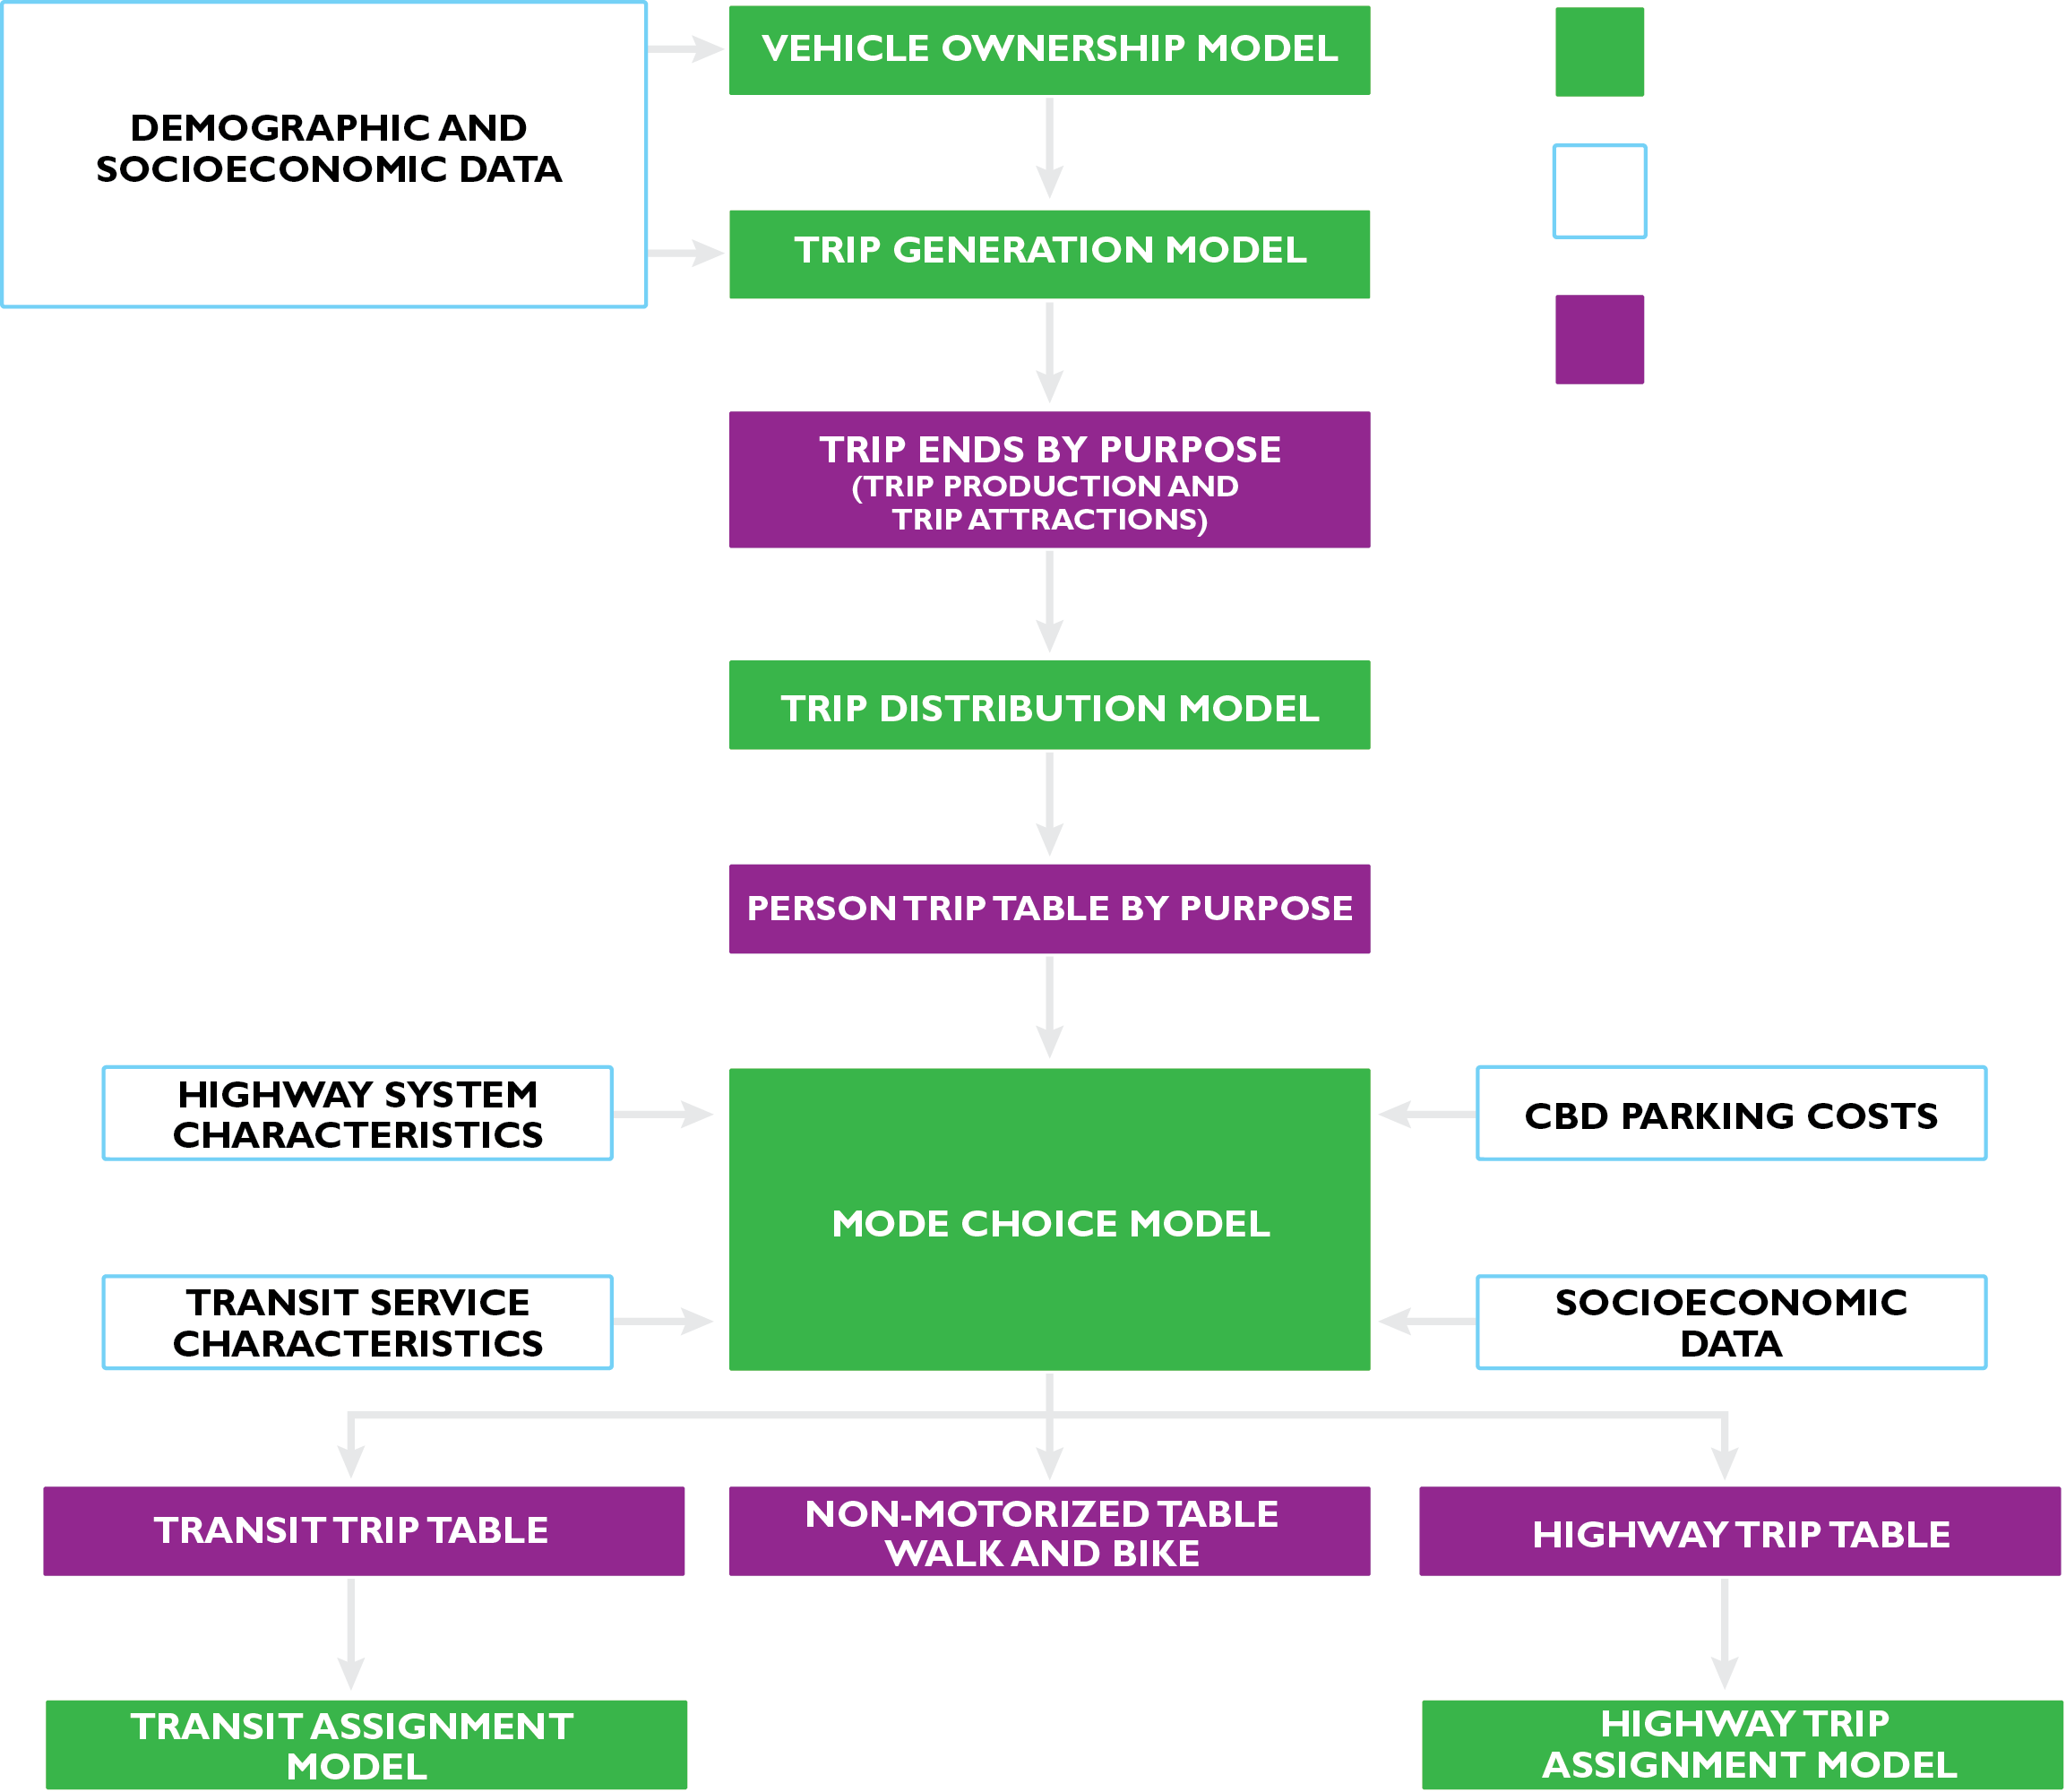 VEHICLE OWNERSHIP MODEL
DEMOGRAPHIC AND
SOCIOECONOMIC DATA
TRIP GENERATION MODEL
TRIP ENDS BY PURPOSE
(TRIP PRODUCTION AND
TRIP ATTRACTIONS)
TRIP DISTRIBUTION MODEL
PERSON TRIP TABLE BY PURPOSE
HIGHWAY SYSTEM
CHARACTERISTICS
CBD PARKING COSTS
MODE CHOICE MODEL
TRANSIT SERVICE
CHARACTERISTICS
SOCIOECONOMIC
DATA
TRANSIT TRIP TABLE
NON-MOTORIZED TABLE
WALK AND BIKE
HIGHWAY TRIP TABLE
TRANSIT ASSIGNMENT
MODEL
HIGHWAY TRIP
ASSIGNMENT MODEL